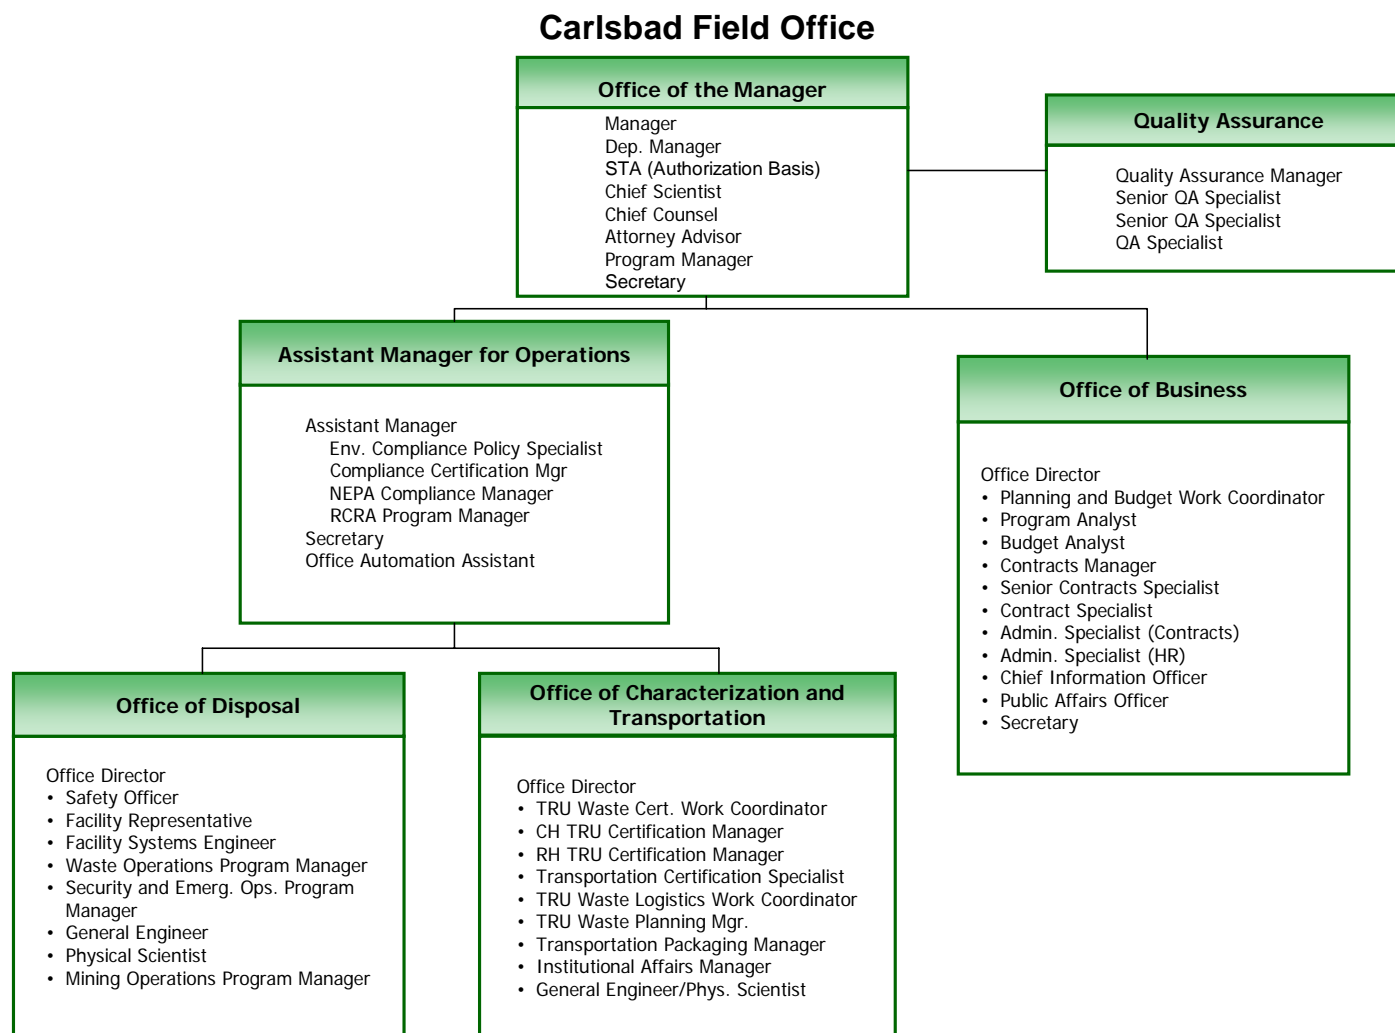 Carlsbad Field Office
Office of the Manager
Manager
Dep. Manager
STA (Authorization Basis)
Chief Scientist
Chief Counsel
Attorney Advisor
Program Manager
Secretary
Quality Assurance
Quality Assurance Manager
Senior QA Specialist
Senior QA Specialist
QA Specialist
Assistant Manager for Operations
Assistant Manager
Env. Compliance Policy Specialist
Compliance Certification Mgr
NEPA Compliance Manager
RCRA Program Manager
Secretary
Office Automation Assistant
Office of Business
Office Director
• Planning and Budget Work Coordinator
• Program Analyst
• Budget Analyst
• Contracts Manager
• Senior Contracts Specialist
• Contract Specialist
• Admin. Specialist (Contracts)
• Admin. Specialist (HR)
• Chief Information Officer
• Public Affairs Officer
• Secretary
Office of Disposal
Office Director
• Safety Officer
• Facility Representative
• Facility Systems Engineer
• Waste Operations Program Manager
• Security and Emerg. Ops. Program
Manager
• General Engineer
• Physical Scientist
• Mining Operations Program Manager
Office of Characterization and
Transportation
Office Director
• TRU Waste Cert. Work Coordinator
• CH TRU Certification Manager
• RH TRU Certification Manager
• Transportation Certification Specialist
• TRU Waste Logistics Work Coordinator
• TRU Waste Planning Mgr.
• Transportation Packaging Manager
• Institutional Affairs Manager
• General Engineer/Phys. Scientist